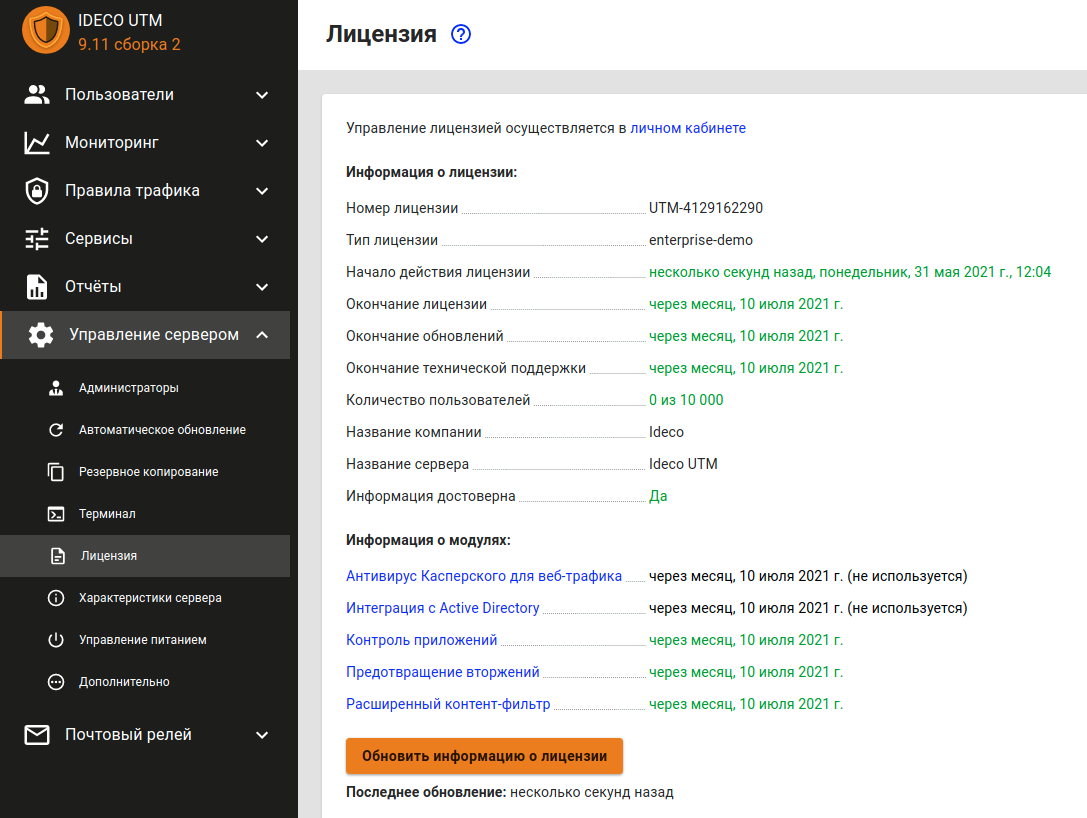 IDECO UTM
9.11 сборка 2
Пользователи
Мониторинг
Правила трафика
Сервисы
Отчёты
Управление сервером
Администраторы
Автоматическое обновление
Резервное копирование
Терминал
Лицензия
Характеристики сервера
Управление питанием
Дополнительно
Почтовый релей
Лицензия ?
Управление лицензией осуществляется в личном кабинете
Информация о лицензии:
Номер лицензии UTM-4129162290
Тип лицензии enterprise-demo
Начало действия лицензии несколько секунд назад, понедельник, 31 мая 2021 г., 12:04
Окончание лицензии через месяц, 10 июля 2021 г.
Окончание обновлений через месяц, 10 июля 2021 г.
Окончание технической поддержки через месяц, 10 июля 2021 г.
Количество пользователей 0 из 10 000
Название компании Ideco
Название сервера Ideco UTM
Информация достоверна Да
Информация о модулях:
Антивирус Касперского для веб-трафика через месяц, 10 июля 2021 г. (не используется)
Интеграция с Active Directory через месяц, 10 июля 2021 г. (не используется)
Контроль приложений через месяц, 10 июля 2021 г.
Предотвращение вторжений через месяц, 10 июля 2021 г.
Расширенный контент-фильтр через месяц, 10 июля 2021 г.
Обновить информацию о лицензии
Последнее обновление: несколько секунд назад